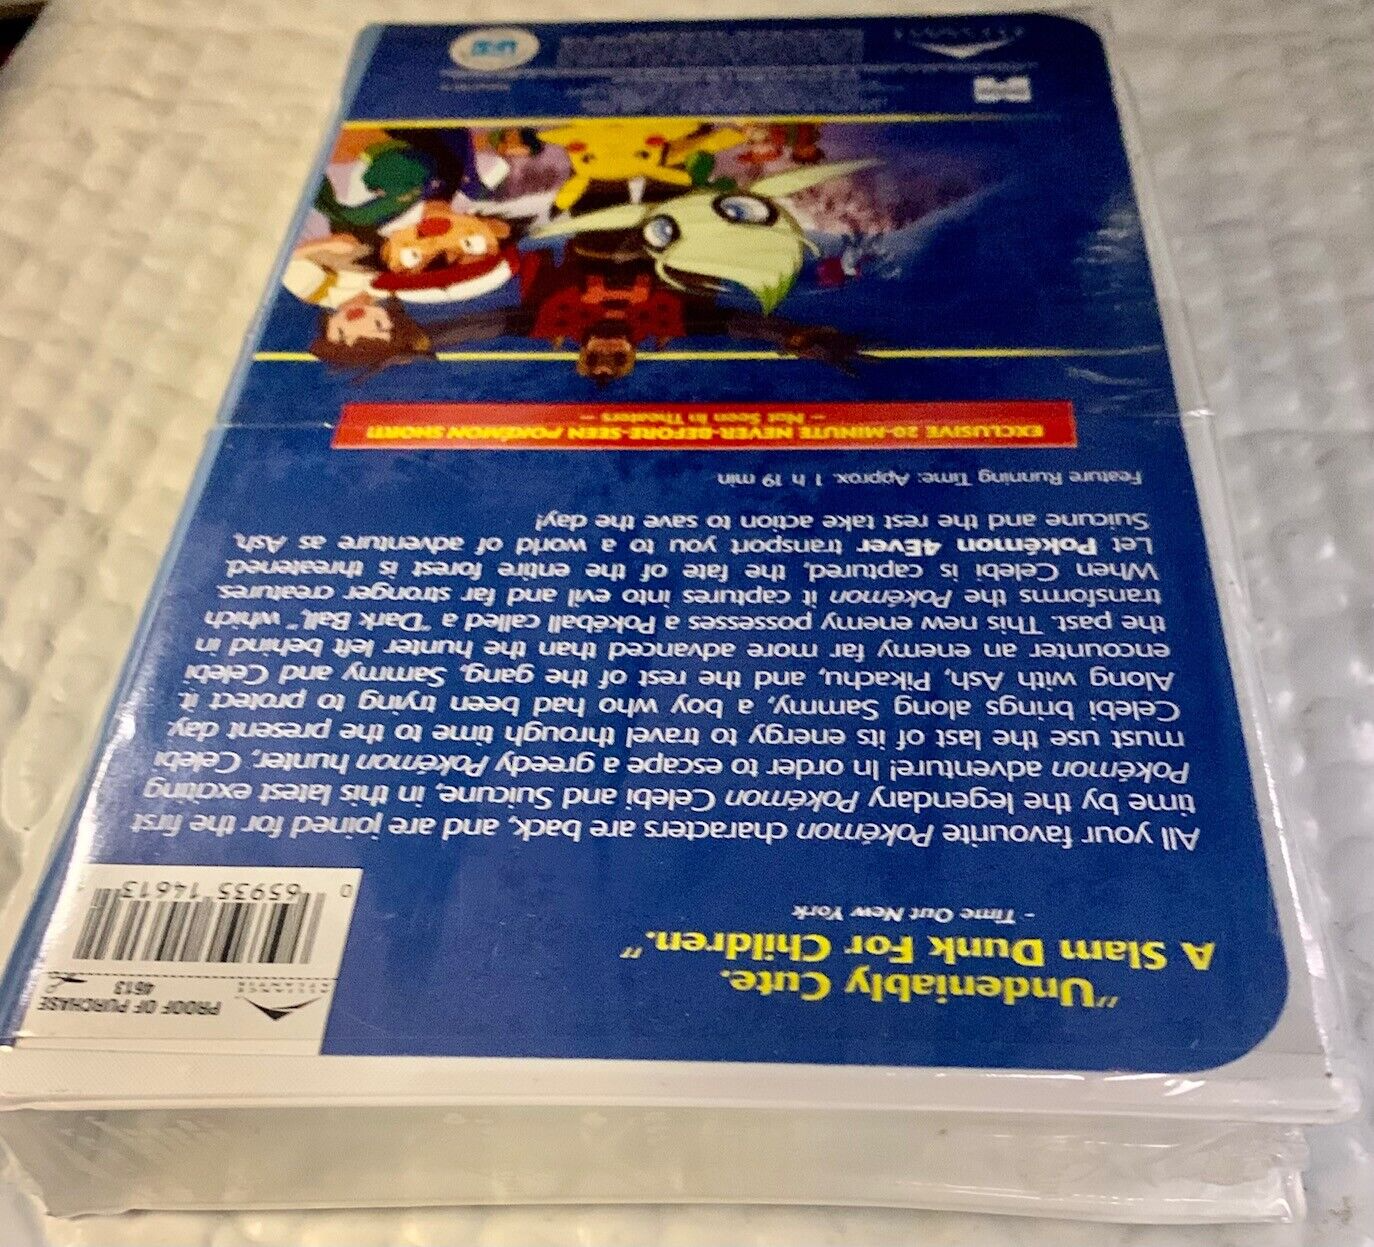 PROOF OF PURCHASE
4613
ALLIANCE
ATLANTIS
0 65935 14613
"Undeniably Cute.
A Slam Dunk For Children."
- Time Out New York
All your favourite Pokémon characters are back, and are joined for the first
time by the legendary Pokémon Celebi and Suicune, in this latest exciting
Pokémon adventure! In order to escape a greedy Pokémon hunter, Celebi
must use the last of its energy to travel through time to the present day.
Celebi brings along Sammy, a boy who had been trying to protect it.
Along with Ash, Pikachu, and the rest of the gang, Sammy and Celebi
encounter an enemy far more advanced than the hunter left behind in
the past. This new enemy possesses a Pokéball called a "Dark Ball," which
transforms the Pokémon it captures into evil and far stronger creatures.
When Celebi is captured, the fate of the entire forest is threatened.
Let Pokémon 4Ever transport you to a world of adventure as Ash,
Suicune and the rest take action to save the day!
Feature Running Time: Approx. 1 h 19 min
EXCLUSIVE 20-MINUTE NEVER-BEFORE-SEEN POKÉMON SHORT!
– Not Seen In Theaters –